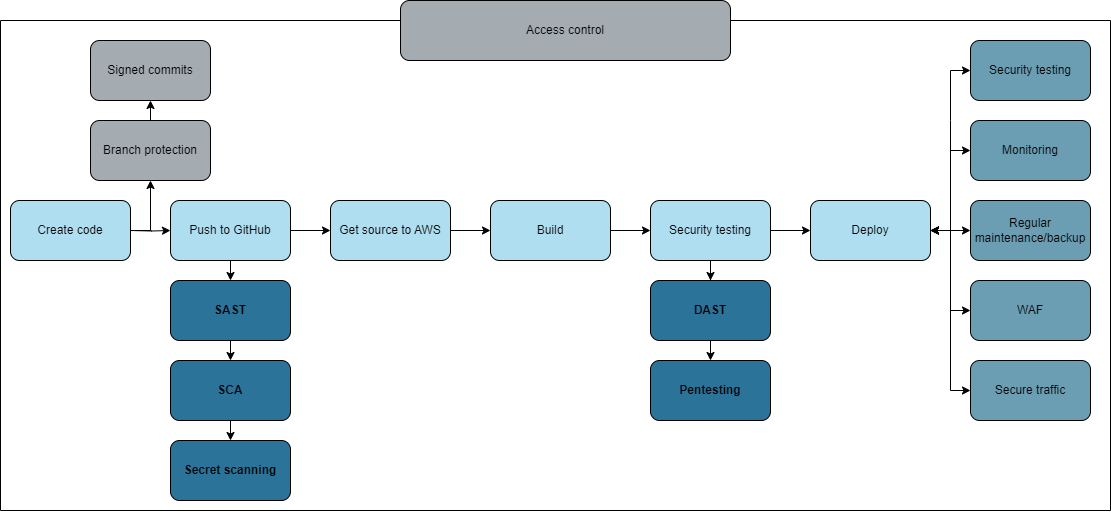 Access control
Signed commits
Security testing
Branch protection
Monitoring
Create code
Push to GitHub
Get source to AWS
Build
Security testing
Deploy
Regular
maintenance/backup
SAST
DAST
WAF
SCA
Pentesting
Secure traffic
Secret scanning